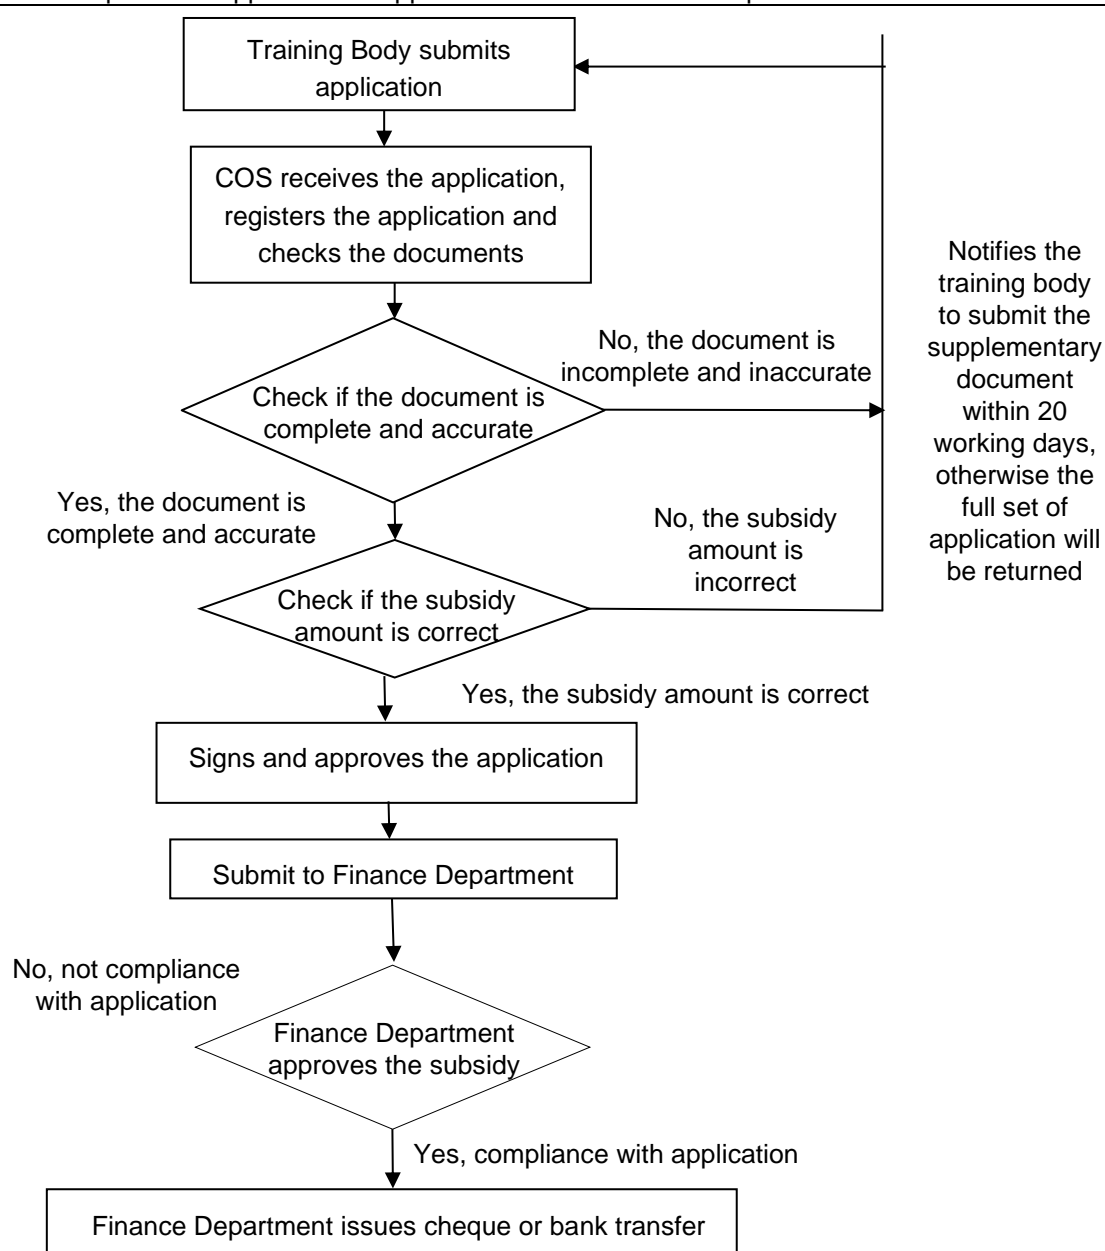 Training Body submits
application
COS receives the application,
registers the application and
checks the documents
No, the document is
incomplete and inaccurate
Check if the document is
complete and accurate
Notifies the
training body
to submit the
supplementary
document
within 20
working days,
otherwise the
full set of
application will
be returned
Yes, the document is
complete and accurate
No, the subsidy
amount is
incorrect
Check if the subsidy
amount is correct
Yes, the subsidy amount is correct
Signs and approves the application
Submit to Finance Department
No, not compliance
with application
Finance Department
approves the subsidy
Yes, compliance with application
Finance Department issues cheque or bank transfer